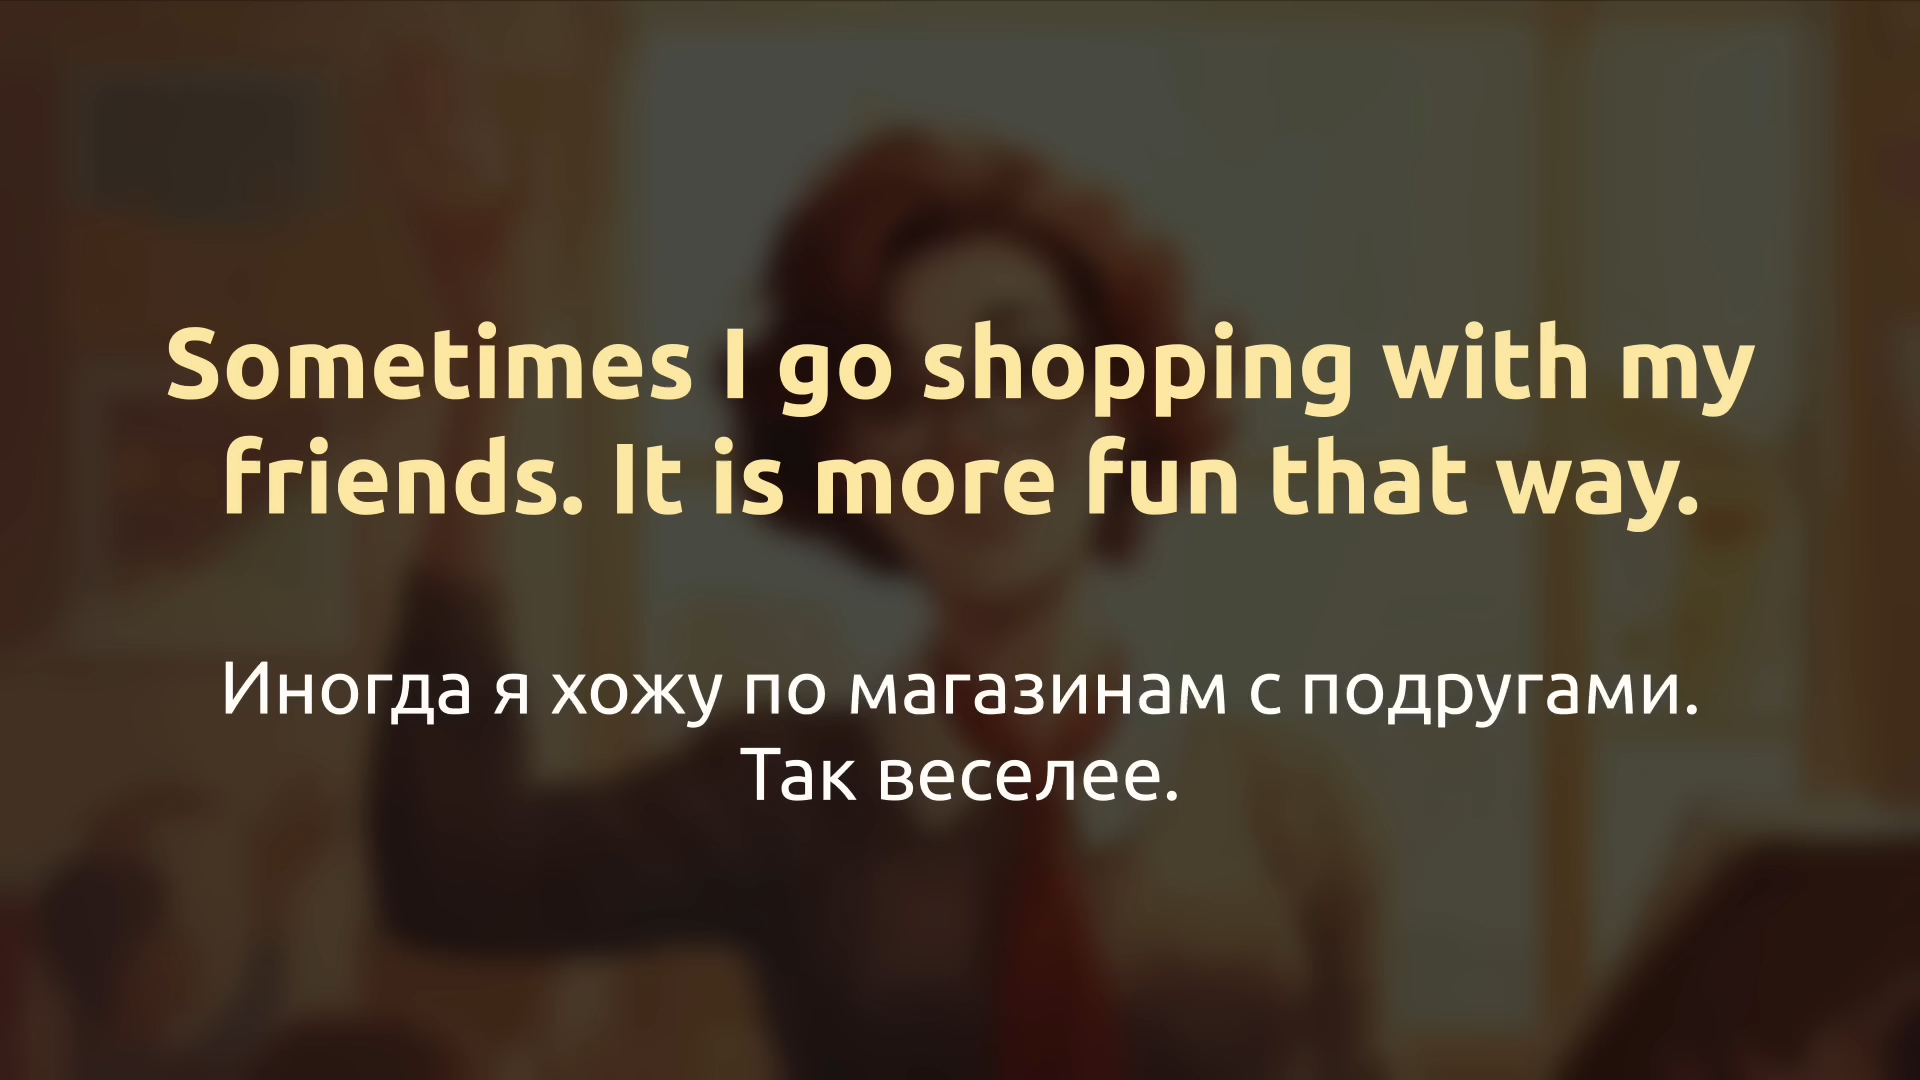 Sometimes I go shopping with my
friends. It is more fun that way.
Иногда я хожу по магазинам с подругами.
Так веселее.